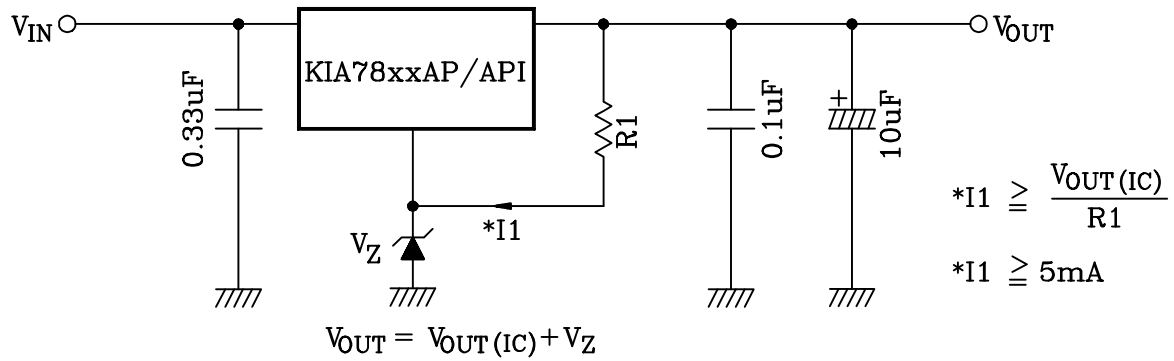 VIN
VOUT
KIA78xxAP/API
0.33uF
R1
0.1uF
+
10uF
*I1
VZ
*I1 ≧ VOUT(IC)
R1
*I1 ≧ 5mA
VOUT = VOUT(IC)+VZ